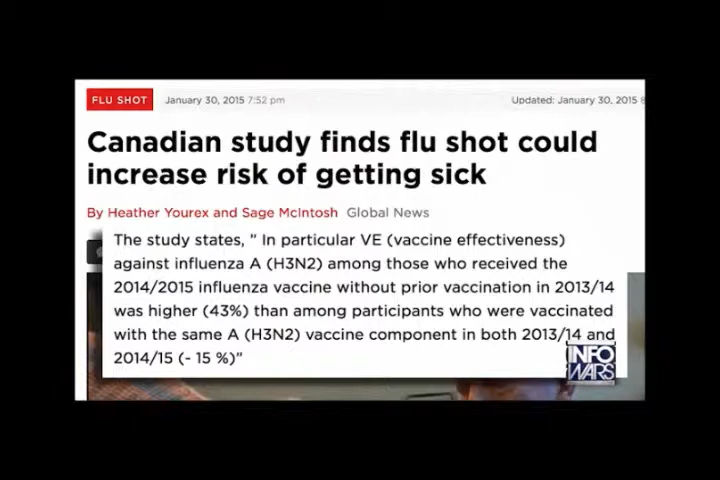 FLU SHOT January 30, 2015 7:52 pm Updated: January 30, 2015
Canadian study finds flu shot could
increase risk of getting sick
By Heather Yourex and Sage McIntosh Global News
The study states, " In particular VE (vaccine effectiveness)
against influenza A (H3N2) among those who received the
2014/2015 influenza vaccine without prior vaccination in 2013/14
was higher (43%) than among participants who were vaccinated
with the same A (H3N2) vaccine component in both 2013/14 and
2014/15 (- 15 %)"
INFO
WARS